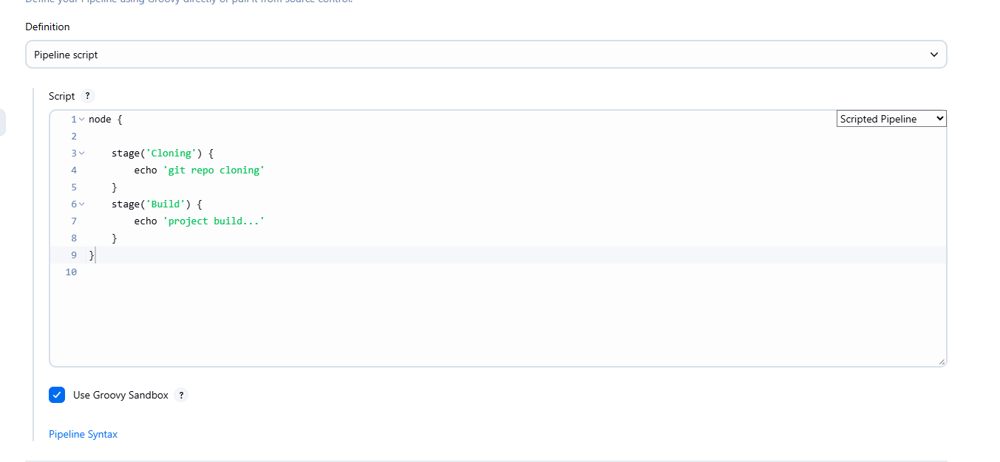 Define your Pipeline using Groovy directly or pull it from source control.
Definition
Pipeline script
Script ?
Scripted Pipeline
1 node {
2
3 stage('Cloning') {
4 echo 'git repo cloning'
5 }
6 stage('Build') {
7 echo 'project build...'
8 }
9 }
10
Use Groovy Sandbox ?
Pipeline Syntax